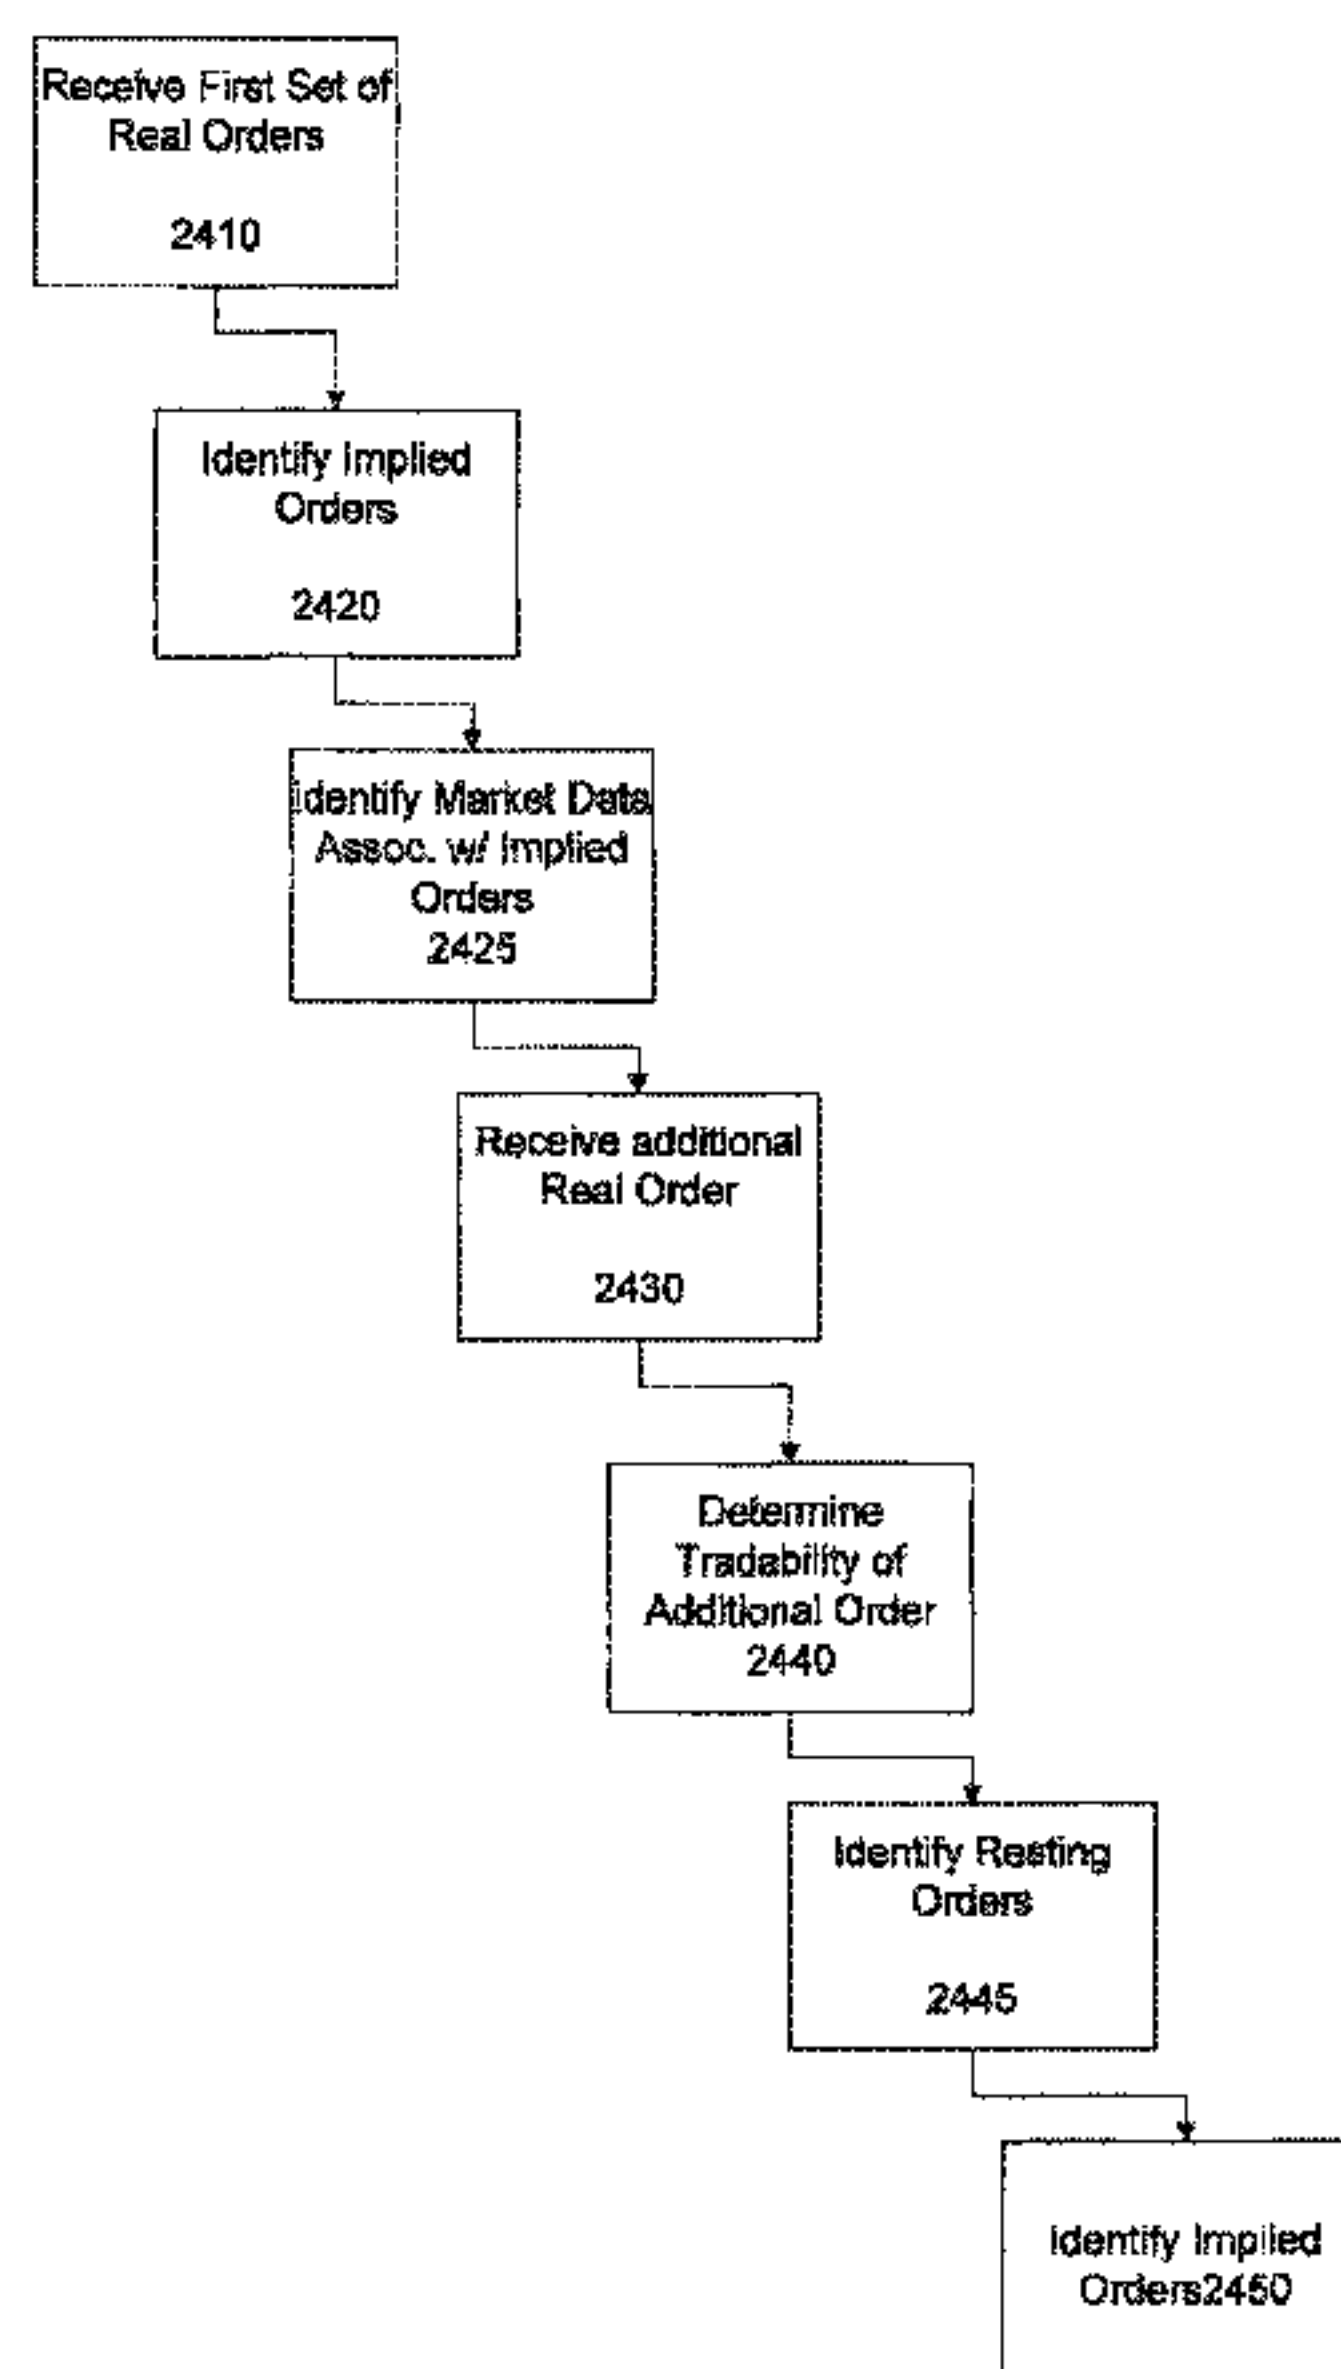 Receive First Set of
Real Orders
2410
Identify Implied
Orders
2420
Identify Market Data
Assoc. w/ Implied
Orders
2425
Receive additional
Real Order
2430
Determine
Tradability of
Additional Order
2440
Identify Resting
Orders
2445
Identify Implied
Orders2450